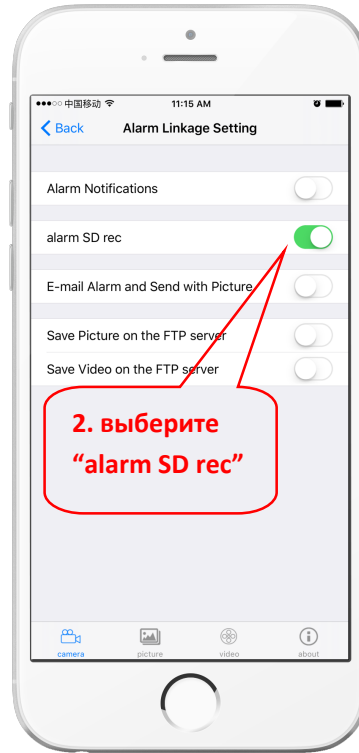 中国移动 11:15 AM
Back Alarm Linkage Setting
Alarm Notifications
alarm SD rec
E-mail Alarm and Send with Picture
Save Picture on the FTP server
Save Video on the FTP server
2. выберите
“alarm SD rec”
camera picture video about